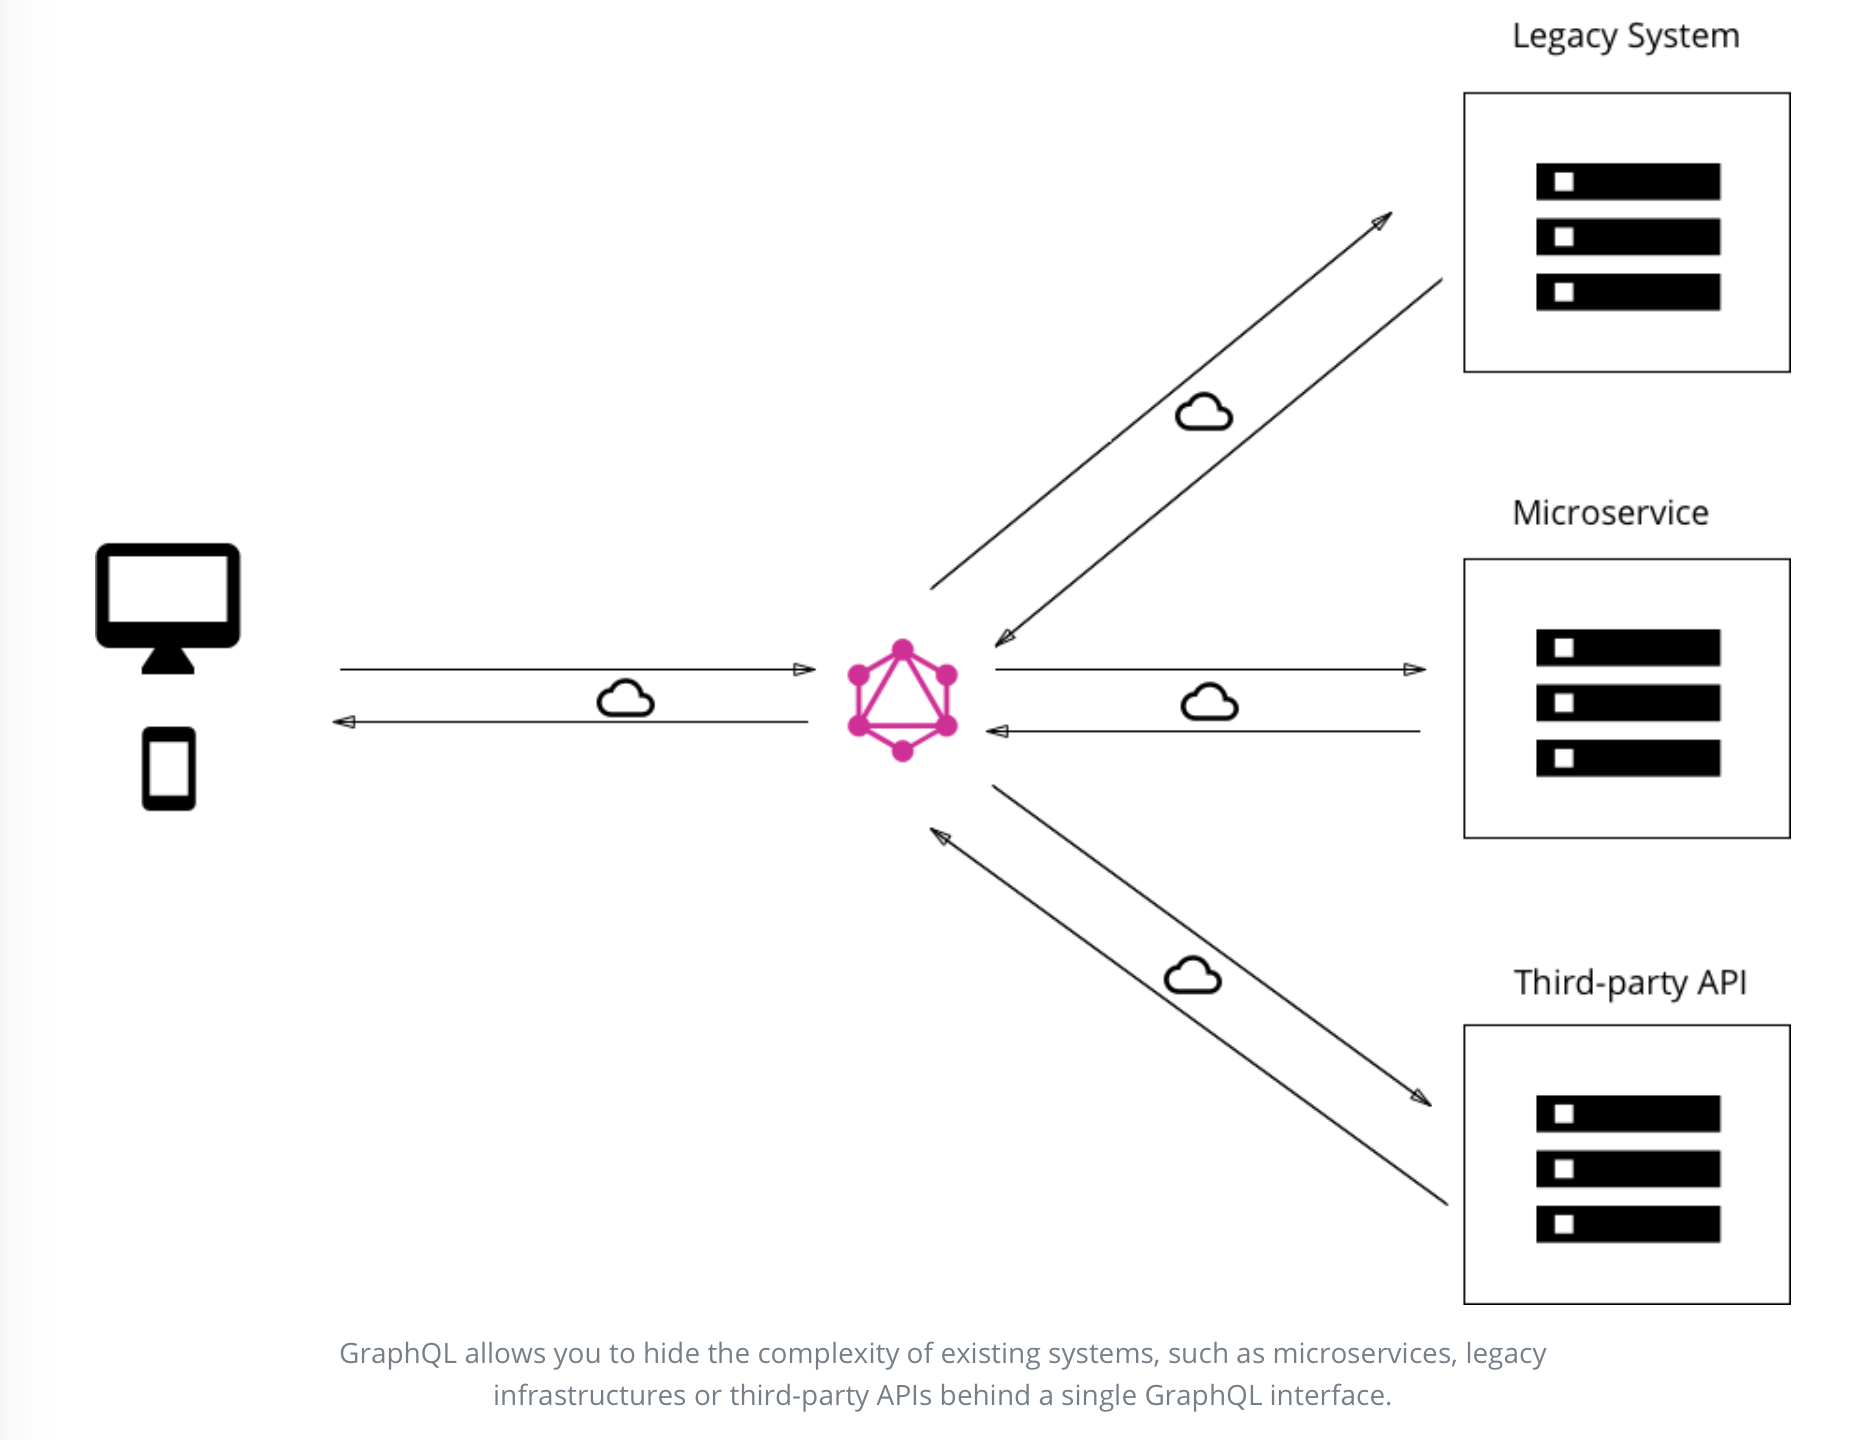 Legacy System
Microservice
Third-party API
GraphQL allows you to hide the complexity of existing systems, such as microservices, legacy
infrastructures or third-party APIs behind a single GraphQL interface.